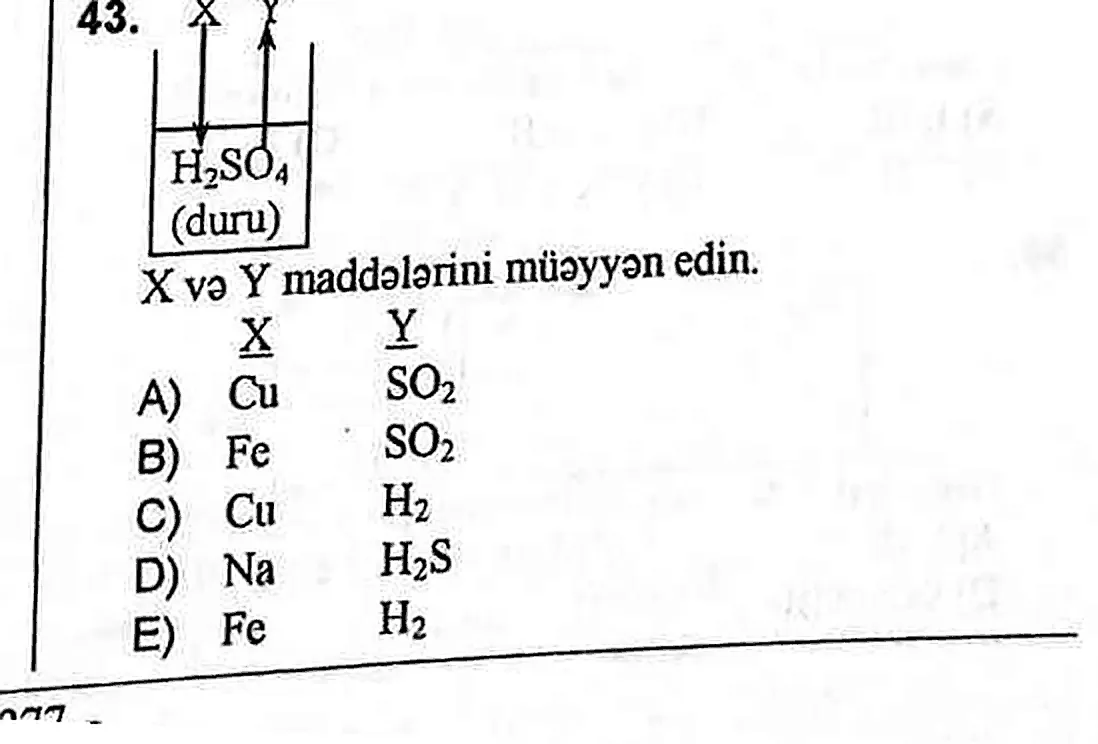 43. X Y
H₂SO₄
(duru)
X və Y maddələrini müəyyən edin.
X Y
A) Cu SO₂
B) Fe SO₂
C) Cu H₂
D) Na H₂S
E) Fe H₂